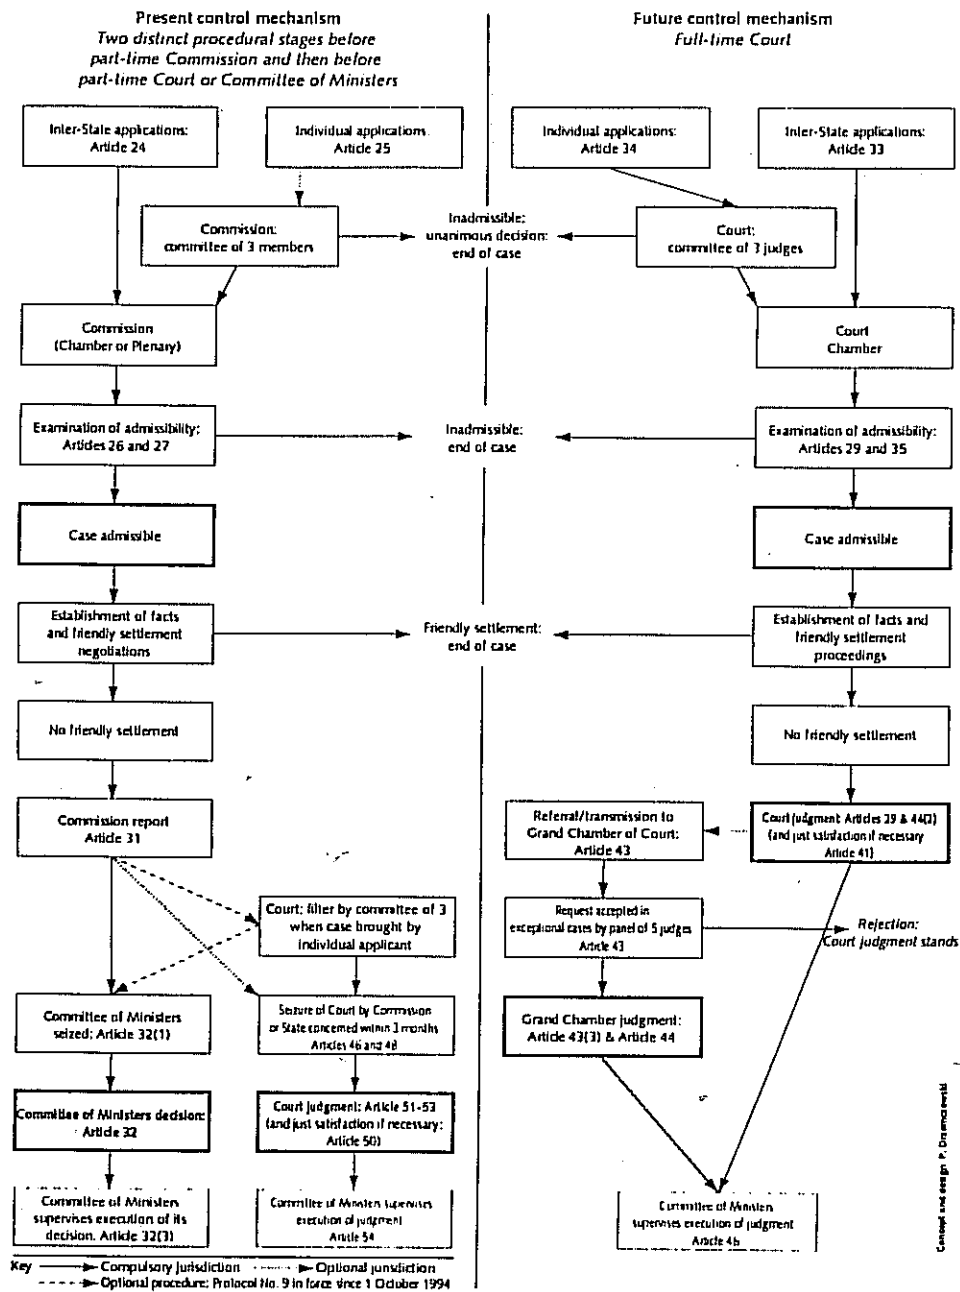 Present control mechanism
Two distinct procedural stages before
part-time Commission and then before
part-time Court or Committee of Ministers
Inter-State applications:
Article 24
Individual applications.
Article 25
Commission:
committee of 3 members
Commission
(Chamber or Plenary)
Examination of admissibility:
Articles 26 and 27
Case admissible
Establishment of facts
and friendly settlement
negotiations
No friendly settlement
Commission report
Article 31
Court; filter by committee of 3
when case brought by
individual applicant
Committee of Ministers
seized; Article 32(1)
Seizure of Court by Commission
or State concerned within 3 months
Articles 46 and 48
Committee of Ministers decision:
Article 32
Court judgment: Article 51-53
(and just satisfaction if necessary:
Article 50)
Committee of Ministers
supervises execution of its
decision. Article 32(3)
Committee of Ministers supervises
execution of judgment
Article 54
Inadmissible;
unanimous decision:
end of case
Inadmissible:
end of case
Friendly settlement:
end of case
Future control mechanism
Full-time Court
Individual applications:
Article 34
Inter-State applications:
Article 33
Court:
committee of 3 judges
Court
Chamber
Examination of admissibility:
Articles 29 and 35
Case admissible
Establishment of facts and
friendly settlement
proceedings
No friendly settlement
Court judgment: Articles 29 & 44(2)
(and just satisfaction if necessary
Article 41)
Referral/transmission to
Grand Chamber of Court:
Article 43
Request accepted in
exceptional cases by panel of 5 judges
Article 43
Rejection:
Court judgment stands
Grand Chamber judgment:
Article 43(3) & Article 44
Committee of Ministers
supervises execution of judgment
Article 46
Concept and design P. Drzemczewski
Key Compulsory Jurisdiction Optional jurisdiction
Optional procedure; Protocol No. 9 in force since 1 October 1994